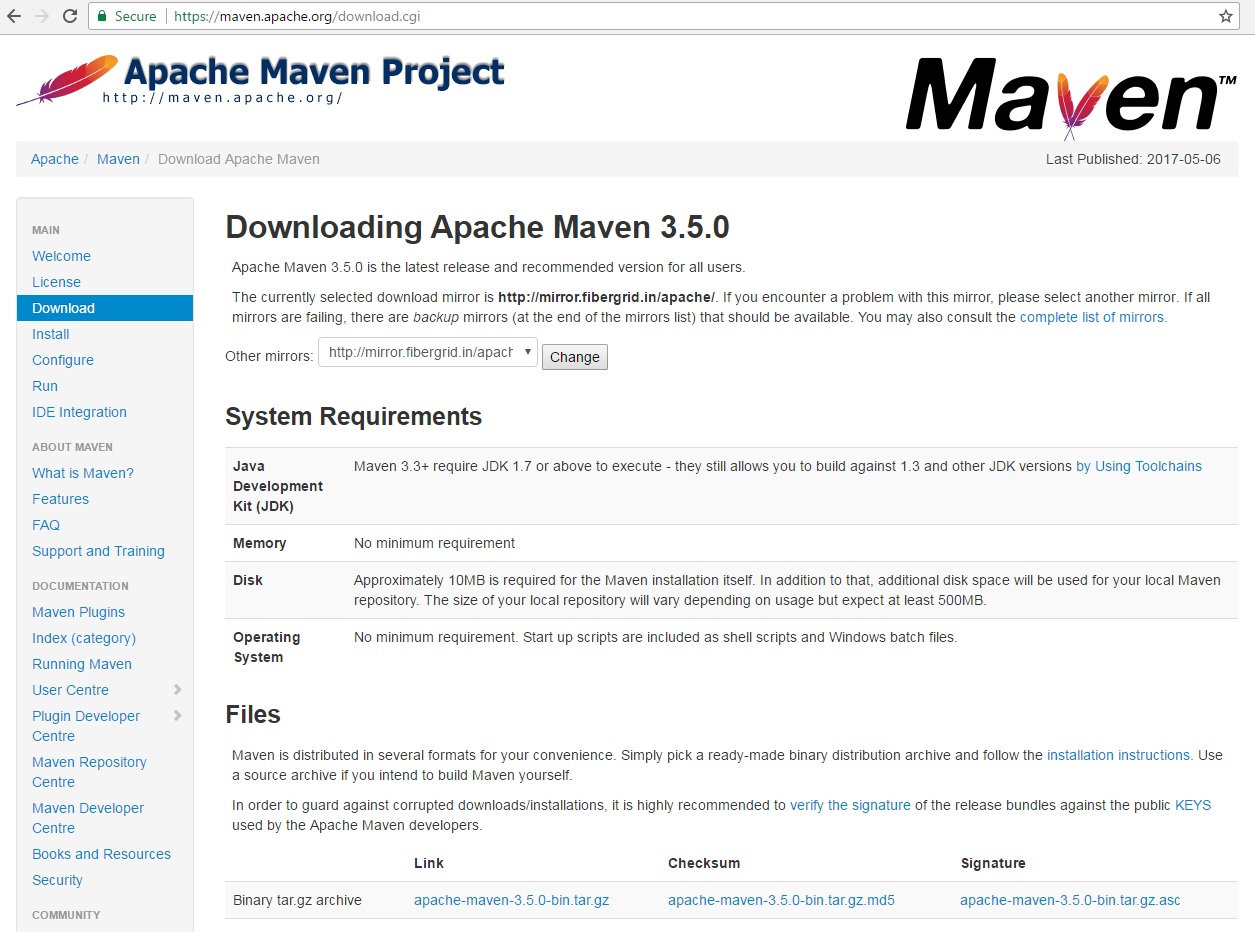 Secure https://maven.apache.org/download.cgi
Apache Maven Project
http://maven.apache.org/
Maven™
Apache / Maven / Download Apache Maven
Last Published: 2017-05-06
MAIN
Welcome
License
Download
Install
Configure
Run
IDE Integration
ABOUT MAVEN
What is Maven?
Features
FAQ
Support and Training
DOCUMENTATION
Maven Plugins
Index (category)
Running Maven
User Centre
Plugin Developer
Centre
Maven Repository
Centre
Maven Developer
Centre
Books and Resources
Security
COMMUNITY
Downloading Apache Maven 3.5.0
Apache Maven 3.5.0 is the latest release and recommended version for all users.
The currently selected download mirror is http://mirror.fibergrid.in/apache/. If you encounter a problem with this mirror, please select another mirror. If all
mirrors are failing, there are backup mirrors (at the end of the mirrors list) that should be available. You may also consult the complete list of mirrors.
Other mirrors: http://mirror.fibergrid.in/apach Change
System Requirements
Java
Development
Kit (JDK)
Maven 3.3+ require JDK 1.7 or above to execute - they still allows you to build against 1.3 and other JDK versions by Using Toolchains
Memory
No minimum requirement
Disk
Approximately 10MB is required for the Maven installation itself. In addition to that, additional disk space will be used for your local Maven
repository. The size of your local repository will vary depending on usage but expect at least 500MB.
Operating
System
No minimum requirement. Start up scripts are included as shell scripts and Windows batch files.
Files
Maven is distributed in several formats for your convenience. Simply pick a ready-made binary distribution archive and follow the installation instructions. Use
a source archive if you intend to build Maven yourself.
In order to guard against corrupted downloads/installations, it is highly recommended to verify the signature of the release bundles against the public KEYS
used by the Apache Maven developers.
Link Checksum Signature
Binary tar.gz archive apache-maven-3.5.0-bin.tar.gz apache-maven-3.5.0-bin.tar.gz.md5 apache-maven-3.5.0-bin.tar.gz.asc